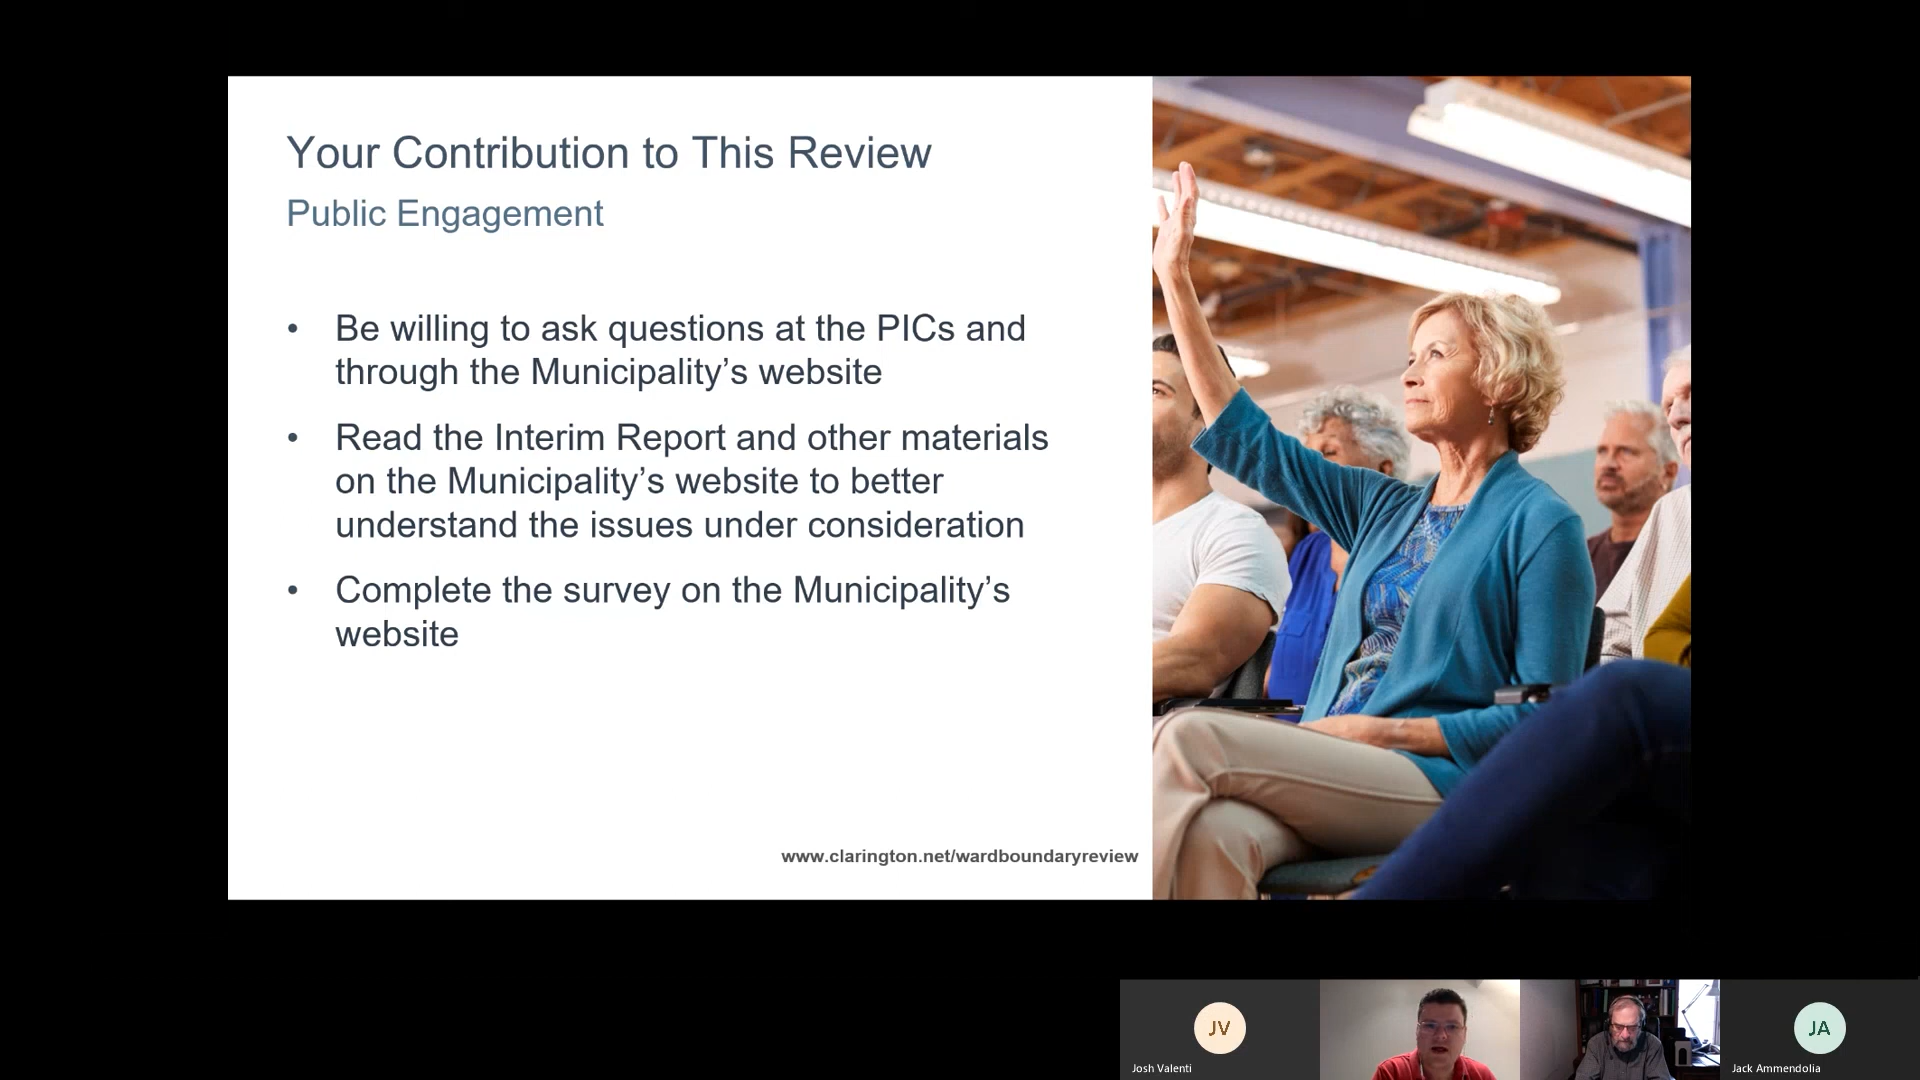 Your Contribution to This Review
Public Engagement
• Be willing to ask questions at the PICs and
through the Municipality’s website
• Read the Interim Report and other materials
on the Municipality’s website to better
understand the issues under consideration
• Complete the survey on the Municipality’s
website
www.clarington.net/wardboundaryreview
JV
JA
Josh Valenti
Jack Ammendolia